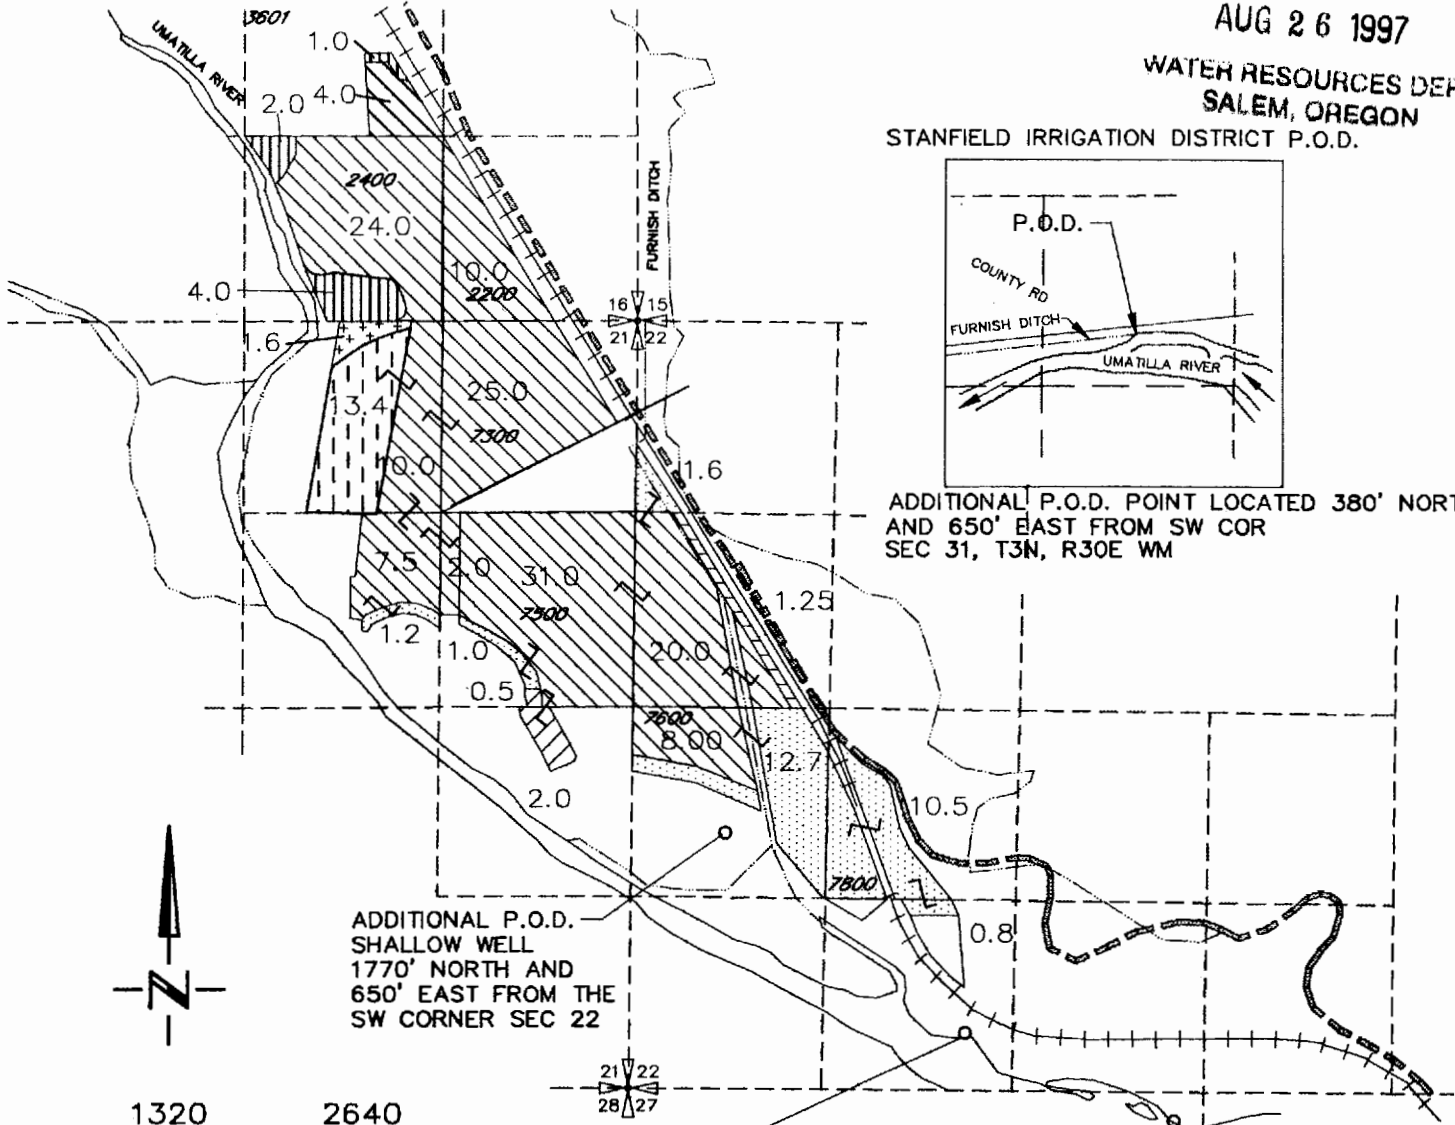 AUG 26 1997
WATER RESOURCES DEP
SALEM, OREGON
STANFIELD IRRIGATION DISTRICT P.O.D.
P.O.D.
COUNTY RD
FURNISH DITCH
UMATILLA RIVER
ADDITIONAL P.O.D. POINT LOCATED 380' NORT
AND 650' EAST FROM SW COR
SEC 31, T3N, R30E WM
3601
UMATILLA RIVER
1.0
2.0
4.0
2400
24.0
FURNISH DITCH
10.0
2200
4.0
16 15
21 22
1.6
25.0
13.4
7300
10.0
1.6
7.5
2.0
31.0
7500
1.25
1.2
1.0
20.0
0.5
7600
8.00
12.7
2.0
10.5
7800
0.8
ADDITIONAL P.O.D.
SHALLOW WELL
1770' NORTH AND
650' EAST FROM THE
SW CORNER SEC 22
N
21 22
28 27
1320 2640